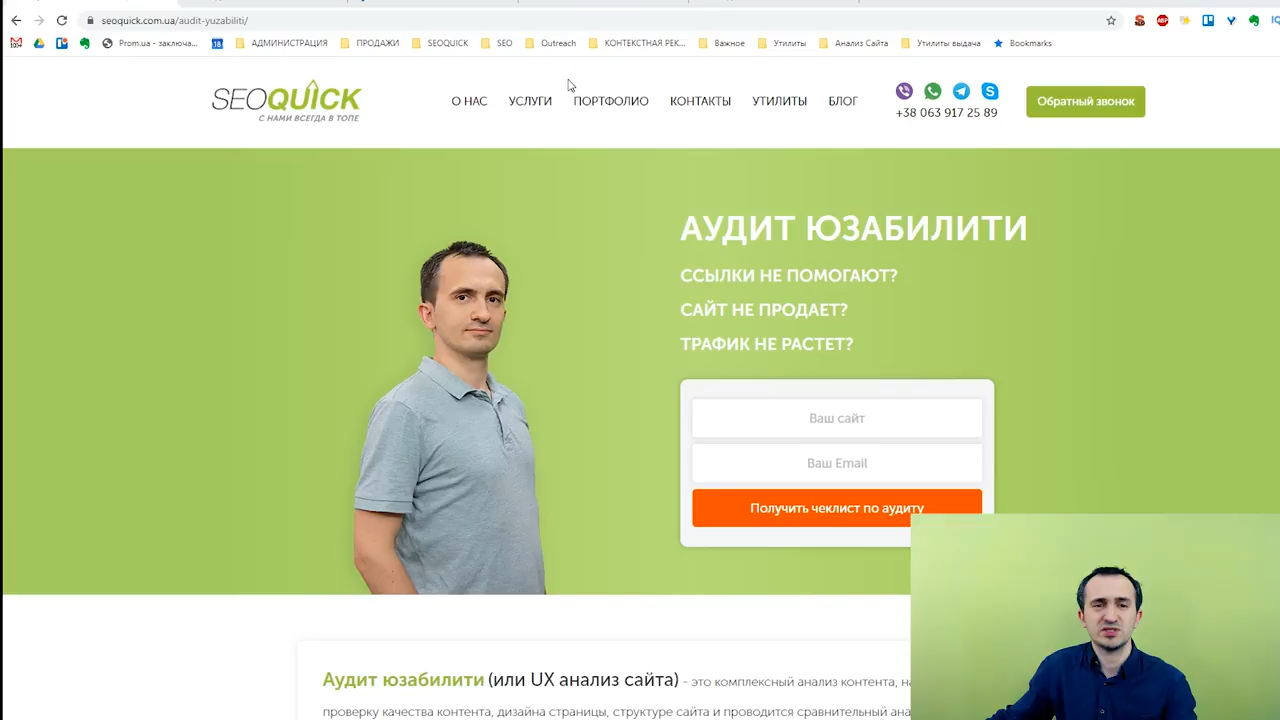 seoquick.com.ua/audit-yuzabiliti/
Prom.ua - заключа... 18 АДМИНИСТРАЦИЯ ПРОДАЖИ SEOQUICK SEO Outreach КОНТЕКСТНАЯ РЕК... Важное Утилиты Анализ Сайта Утилиты выдача Bookmarks
SEOQUICK
С НАМИ ВСЕГДА В ТОПЕ
О НАС УСЛУГИ ПОРТФОЛИО КОНТАКТЫ УТИЛИТЫ БЛОГ
+38 063 917 25 89
Обратный звонок
АУДИТ ЮЗАБИЛИТИ
ССЫЛКИ НЕ ПОМОГАЮТ?
САЙТ НЕ ПРОДАЕТ?
ТРАФИК НЕ РАСТЕТ?
Ваш сайт
Ваш Email
Получить чеклист по аудиту
Аудит юзабилити (или UX анализ сайта) - это комплексный анализ контента,
проверку качества контента, дизайна страницы, структуре сайта и проводится сравнительный